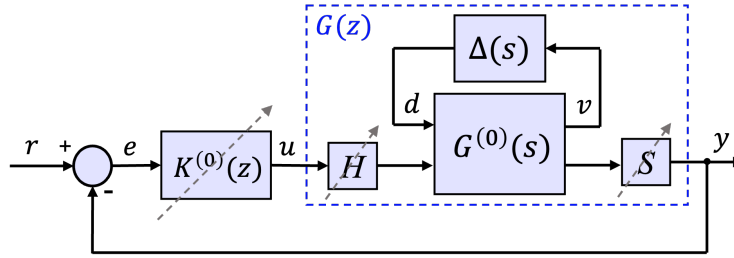 G(z)
Δ(s)
d v
r + e K⁽⁰⁾(z) u H G⁽⁰⁾(s) S y
-